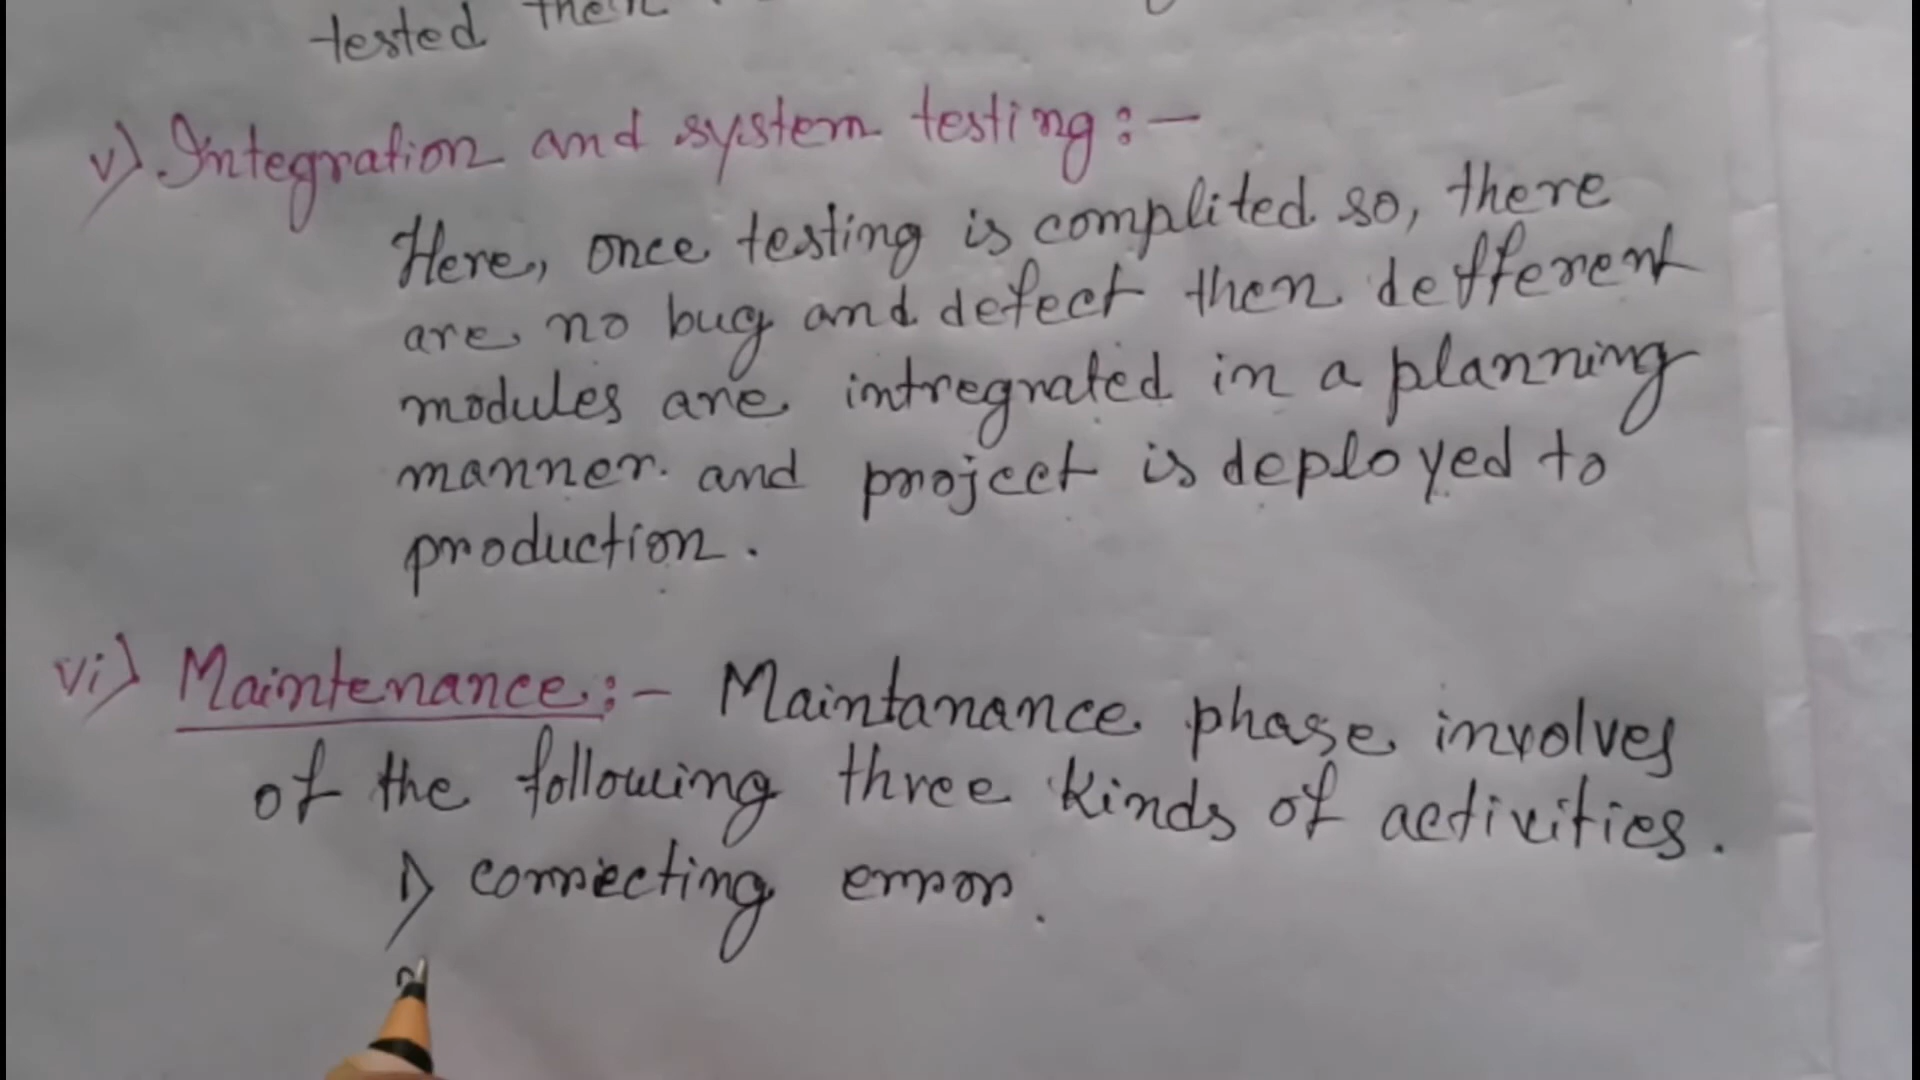 tested then
v) Integration and system testing :-
Here, once testing is complited so, there
are no bug and defect then defferent
modules are intregrated in a planning
manner. and project is deployed to
production.
vi) Maintenance :- Maintanance phase involves
of the following three kinds of activities.
1) correcting error.